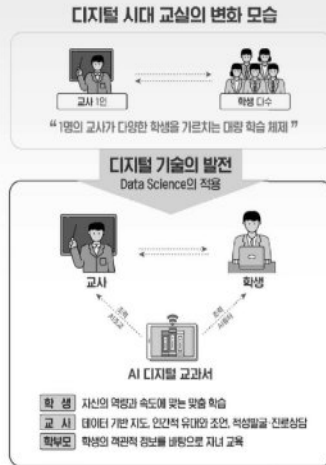 디지털 시대 교실의 변화 모습
교사 1인
학생 다수
“ 1명의 교사가 다양한 학생을 가르치는 대량 학습 체제 ”
디지털 기술의 발전
Data Science의 적용
교사
학생
AI 디지털 교과서
학 생 자신의 역량과 속도에 맞는 맞춤 학습
교 사 데이터 기반 지도, 인간적 유대와 조언, 적성발굴·진로상담
학부모 학생의 객관적 정보를 바탕으로 자녀 교육